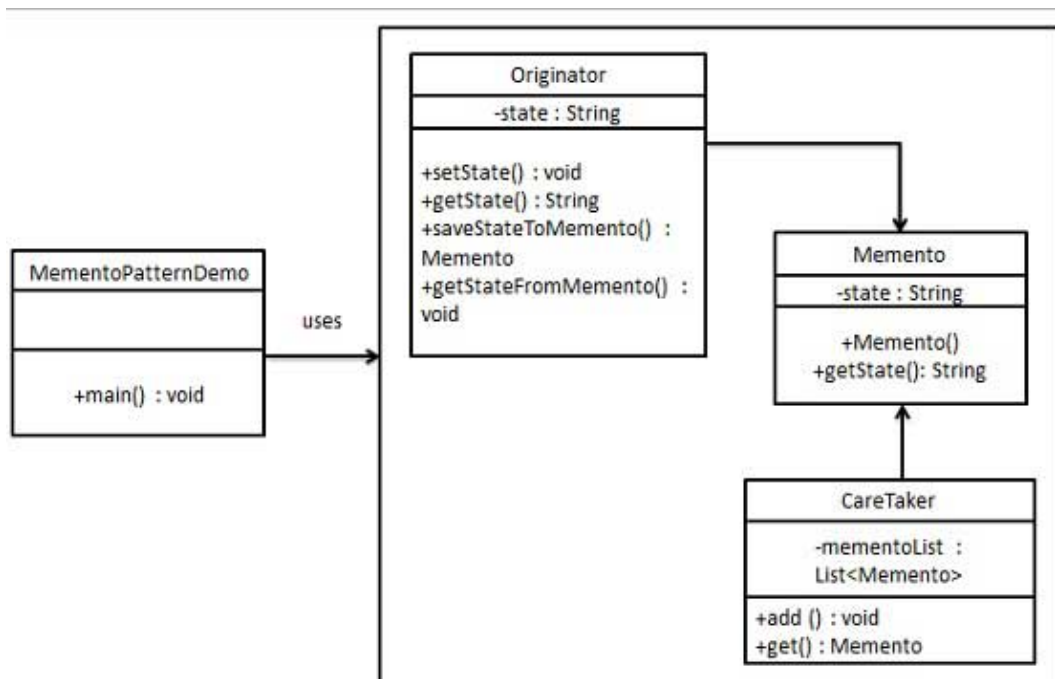 MementoPatternDemo
+main() : void
uses
Originator
-state : String
+setState() : void
+getState() : String
+saveStateToMemento() :
Memento
+getStateFromMemento() :
void
Memento
-state : String
+Memento()
+getState(): String
CareTaker
-mementoList :
List<Memento>
+add () : void
+get() : Memento